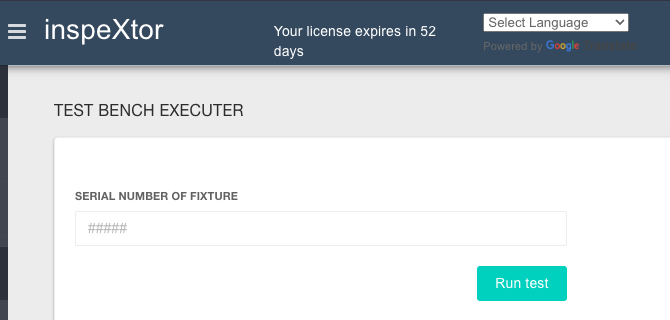 inspeXtor
Your license expires in 52
days
Select Language
Powered by Google
TEST BENCH EXECUTER
SERIAL NUMBER OF FIXTURE
#####
Run test